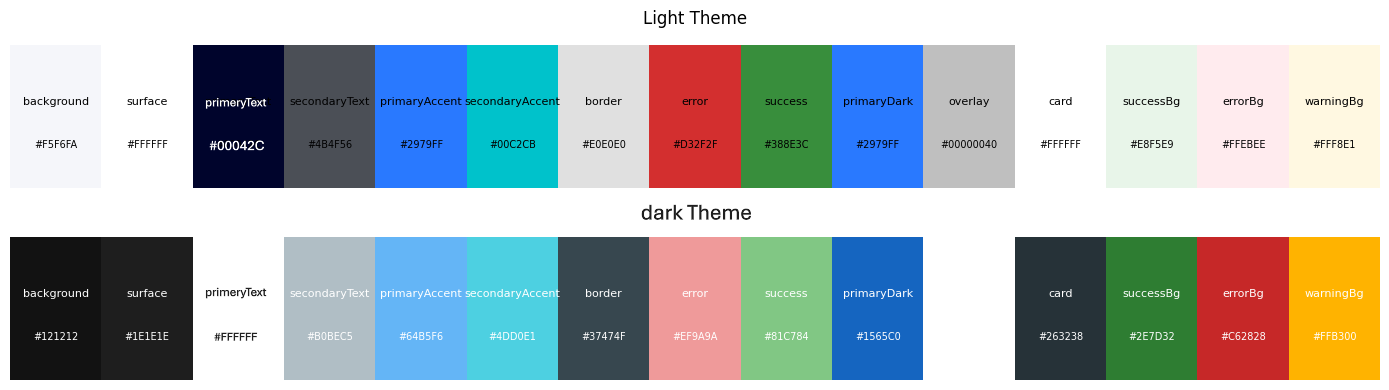 Light Theme
background surface primeryText secondaryText primaryAccent secondaryAccent border error success primaryDark overlay card successBg errorBg warningBg
#F5F6FA #FFFFFF #00042C #4B4F56 #2979FF #00C2CB #E0E0E0 #D32F2F #388E3C #2979FF #00000040 #FFFFFF #E8F5E9 #FFEBEE #FFF8E1
dark Theme
background surface primeryText secondaryText primaryAccent secondaryAccent border error success primaryDark card successBg errorBg warningBg
#121212 #1E1E1E #FFFFFF #B0BEC5 #64B5F6 #4DD0E1 #37474F #EF9A9A #81C784 #1565C0 #263238 #2E7D32 #C62828 #FFB300